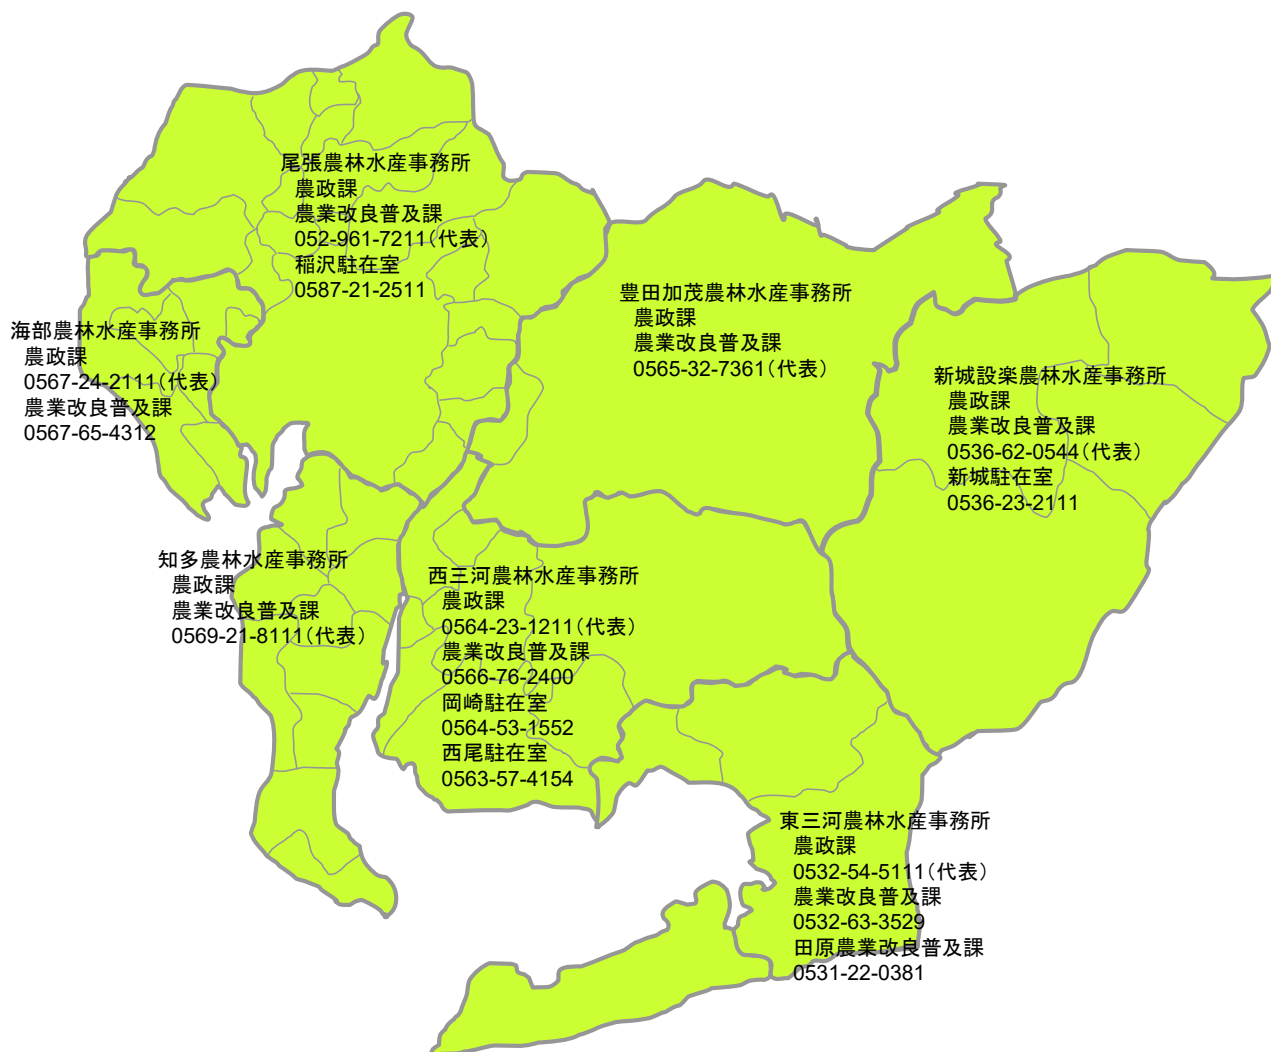 尾張農林水産事務所
農政課
農業改良普及課
052-961-7211(代表)
稲沢駐在室
0587-21-2511
海部農林水産事務所
農政課
0567-24-2111(代表)
農業改良普及課
0567-65-4312
豊田加茂農林水産事務所
農政課
農業改良普及課
0565-32-7361(代表)
新城設楽農林水産事務所
農政課
農業改良普及課
0536-62-0544(代表)
新城駐在室
0536-23-2111
知多農林水産事務所
農政課
農業改良普及課
0569-21-8111(代表)
西三河農林水産事務所
農政課
0564-23-1211(代表)
農業改良普及課
0566-76-2400
岡崎駐在室
0564-53-1552
西尾駐在室
0563-57-4154
東三河農林水産事務所
農政課
0532-54-5111(代表)
農業改良普及課
0532-63-3529
田原農業改良普及課
0531-22-0381